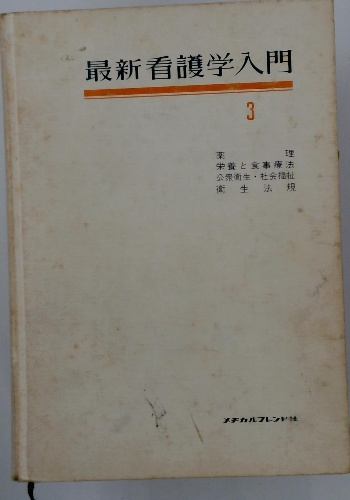 最新看護学入門
3
薬理
栄養と食事療法
公衆衛生・社会福祉
衛生法規
メヂカルフレンド社